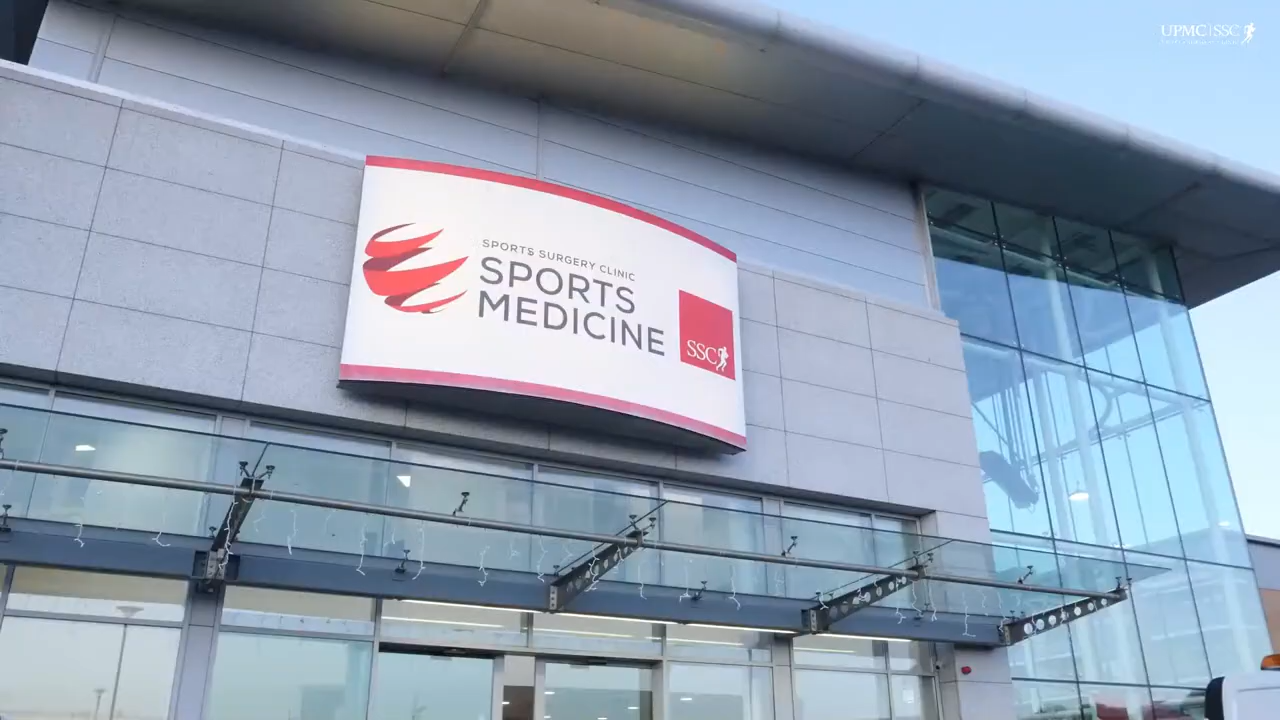 UPMC|SSC
SPORTS SURGERY CLINIC
SPORTS
MEDICINE
SSC